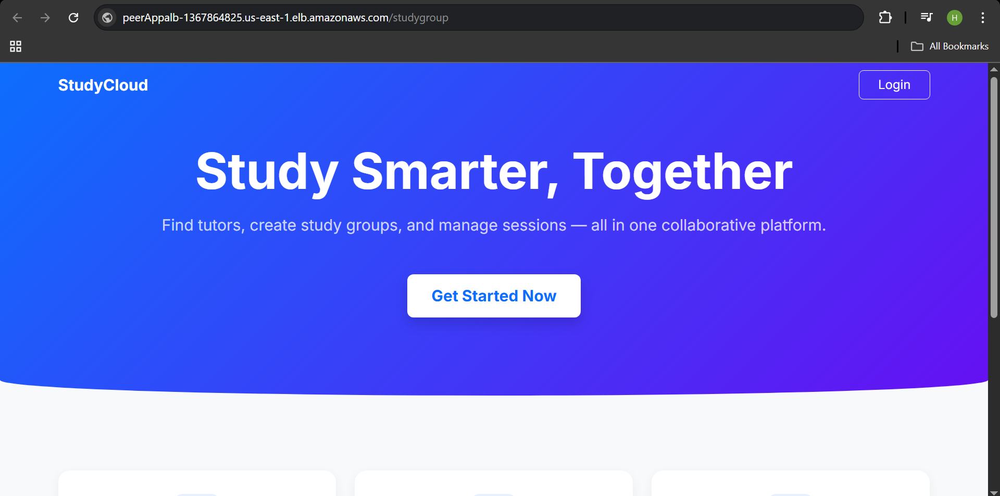 peerAppalb-1367864825.us-east-1.elb.amazonaws.com/studygroup
H
All Bookmarks
StudyCloud
Login
Study Smarter, Together
Find tutors, create study groups, and manage sessions — all in one collaborative platform.
Get Started Now